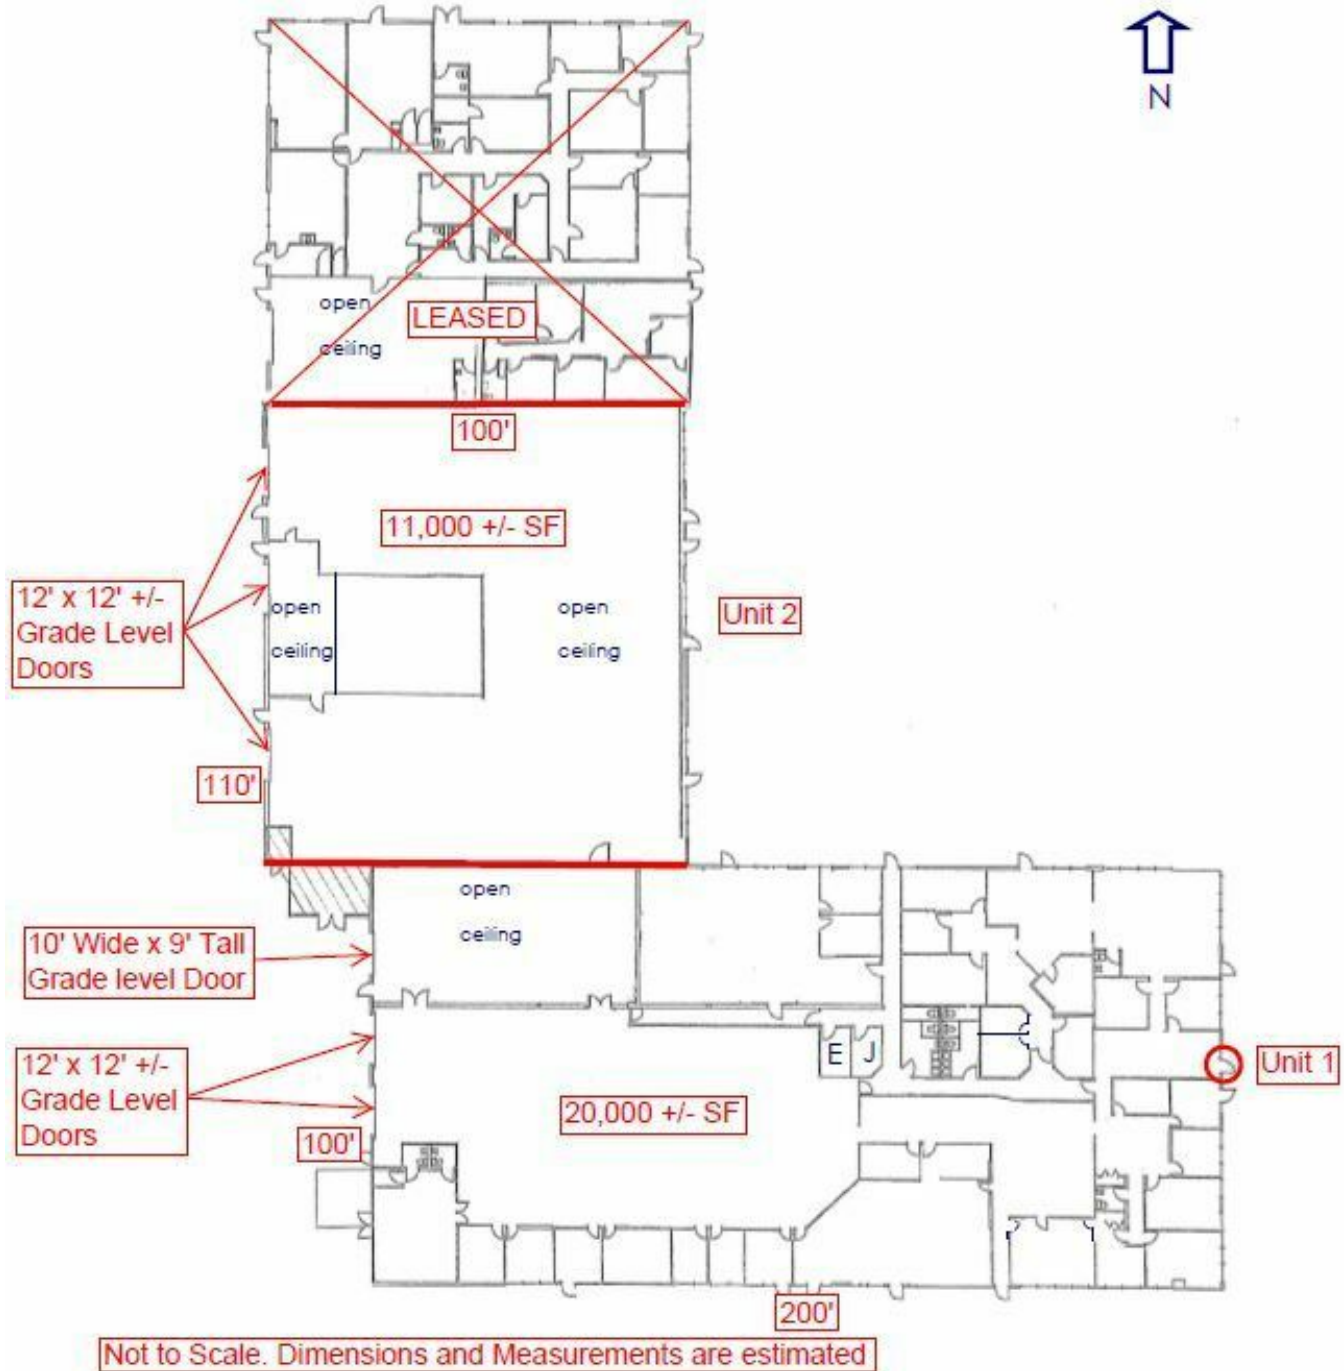 N
open
ceiling
LEASED
100'
11,000 +/- SF
12' x 12' +/-
Grade Level
Doors
open
ceiling
open
ceiling
Unit 2
110'
open
ceiling
10' Wide x 9' Tall
Grade level Door
E
J
12' x 12' +/-
Grade Level
Doors
Unit 1
20,000 +/- SF
100'
200'
Not to Scale. Dimensions and Measurements are estimated